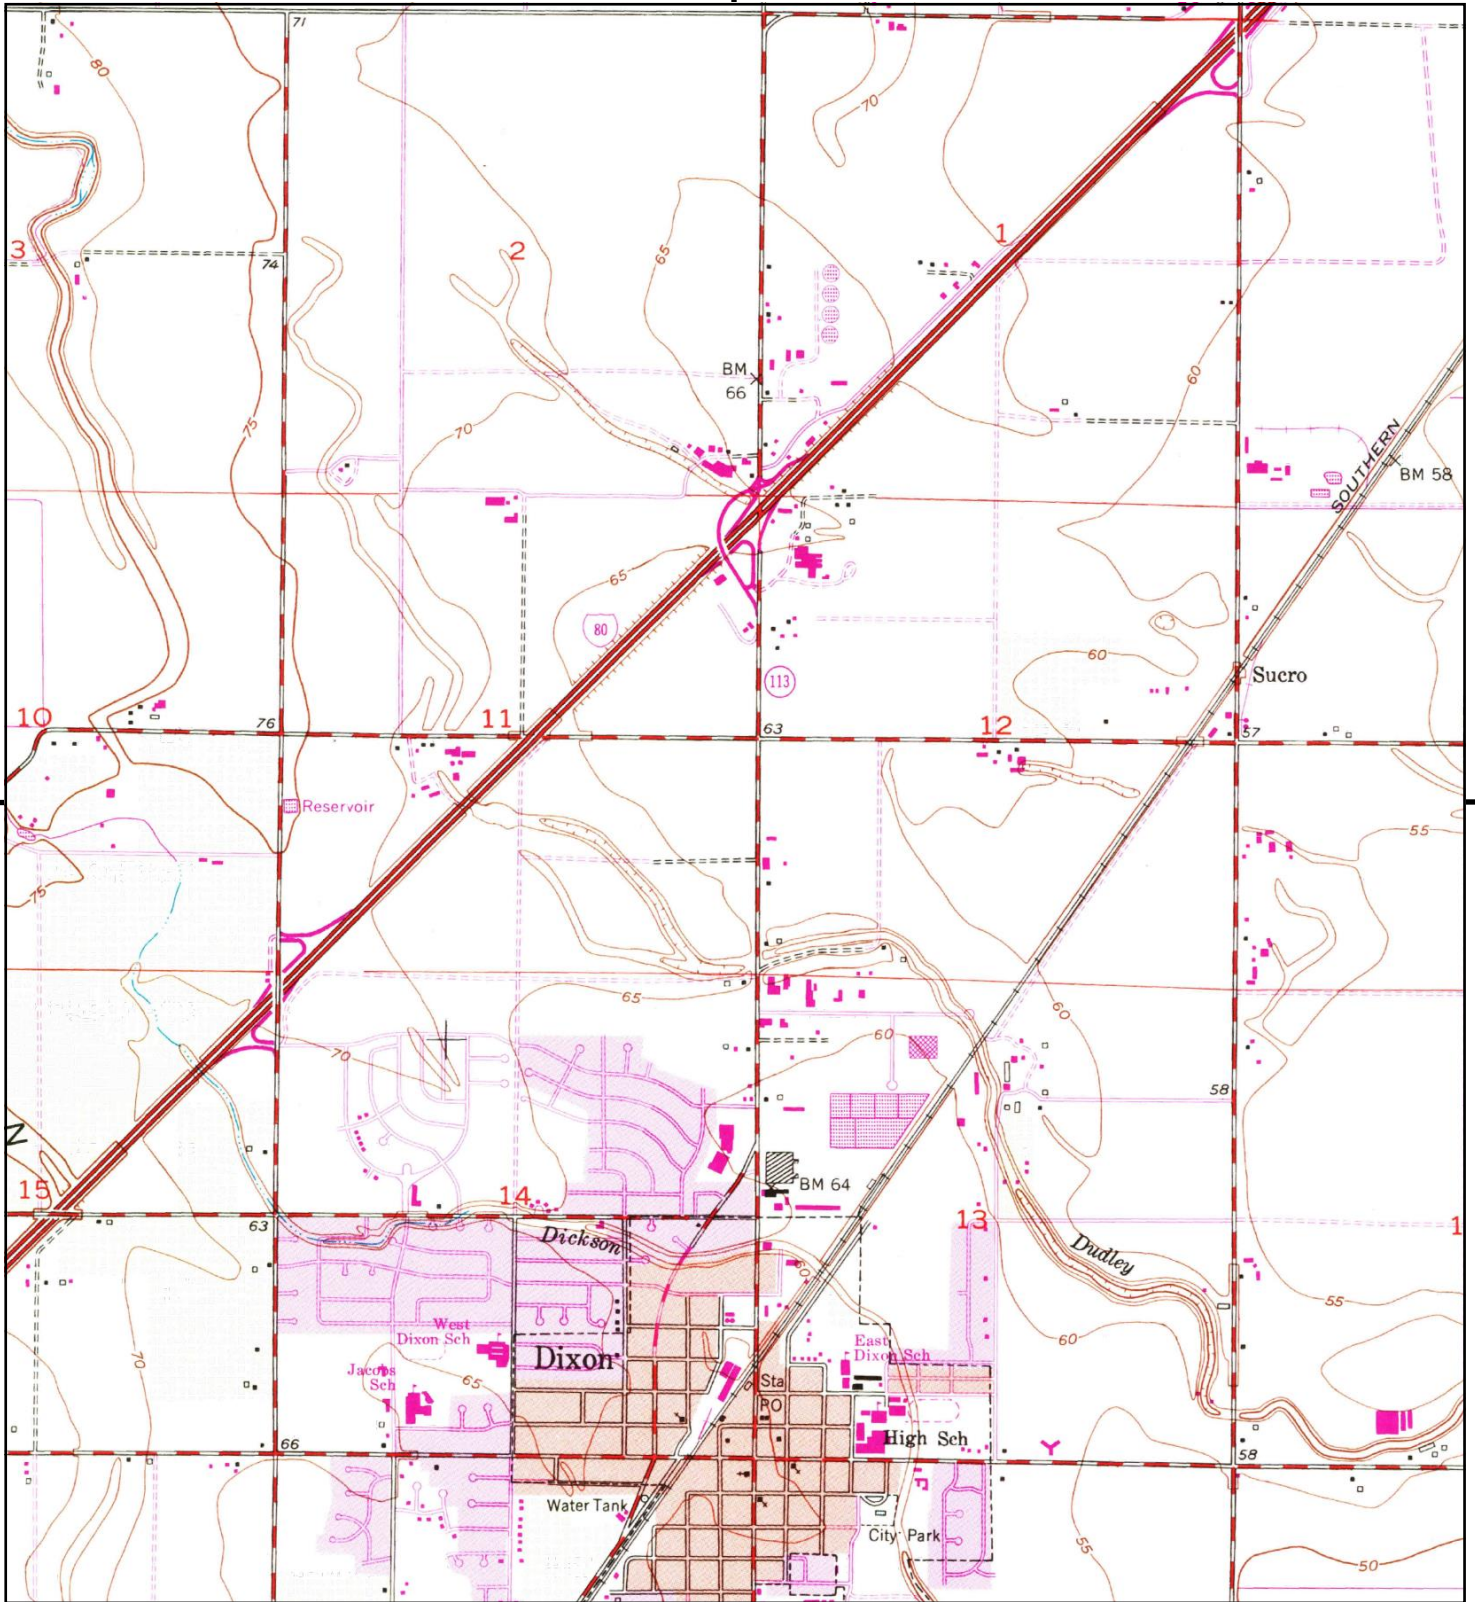 71
80
70
3
2
1
65
74
60
BM
66
75
70
SOUTHERN
BM 58
65
80
60
113
Sucro
10
76
11
63
12
57
Reservoir
55
75
65
60
60
70
58
N
BM 64
15
14
63
13
1
Dickson
Dudley
60
55
West
Dixon Sch
60
East
Dixon Sch
70
Dixon
Jacobs
Sch
65
Sta
PO
High Sch
Y
66
58
Water Tank
City Park
55
50